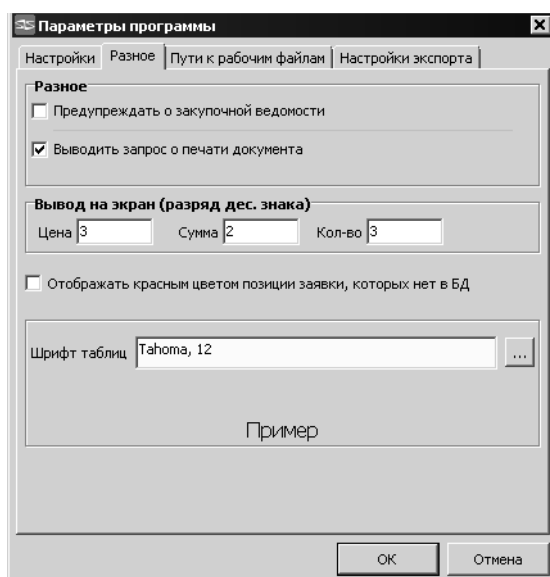 Параметры программы
Настройки Разное Пути к рабочим файлам Настройки экспорта
Разное
Предупреждать о закупочной ведомости
Выводить запрос о печати документа
Вывод на экран (разряд дес. знака)
Цена 3 Сумма 2 Кол-во 3
Отображать красным цветом позиции заявки, которых нет в БД
Шрифт таблиц Tahoma, 12 ...
Пример
ОК Отмена